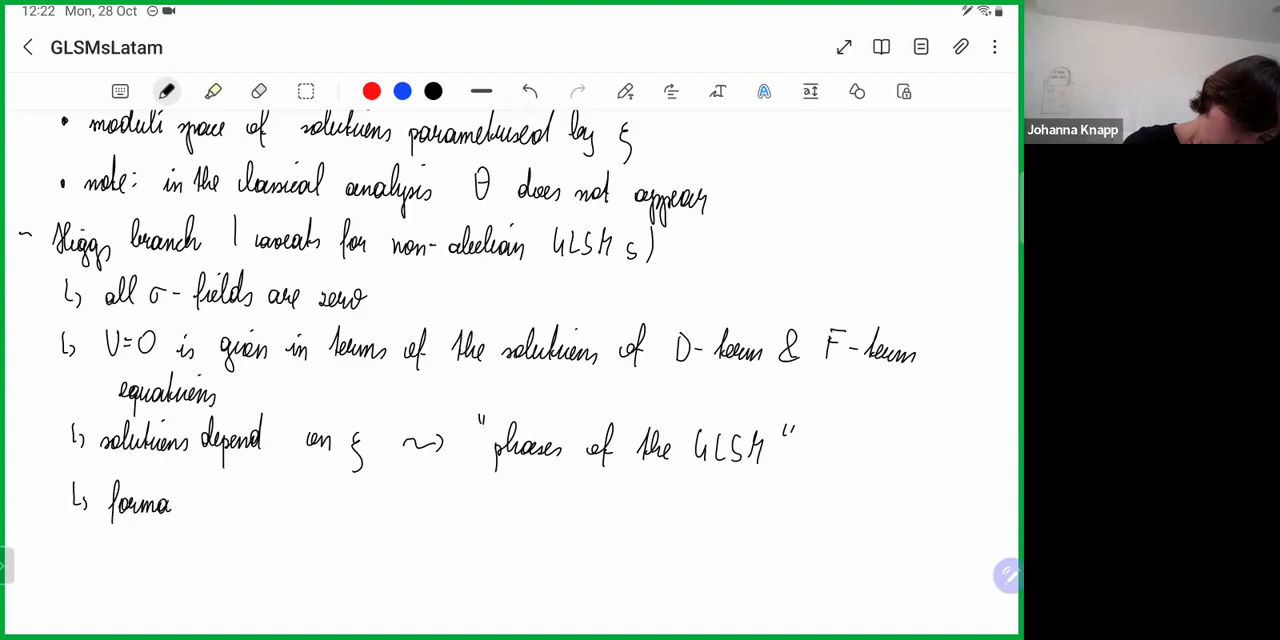 12:22 Mon, 28 Oct
GLSMsLatam
• moduli space of solutions parametrised by ξ
• note: in the classical analysis θ does not appear
~ Higgs branch (caveats for non-abelian GLSMs)
↳ all σ-fields are zero
↳ U=0 is given in terms of the solutions of D-term & F-term
equations
↳ solutions depend on ξ ⇝ "phases of the GLSM"
↳ forma
Johanna Knapp